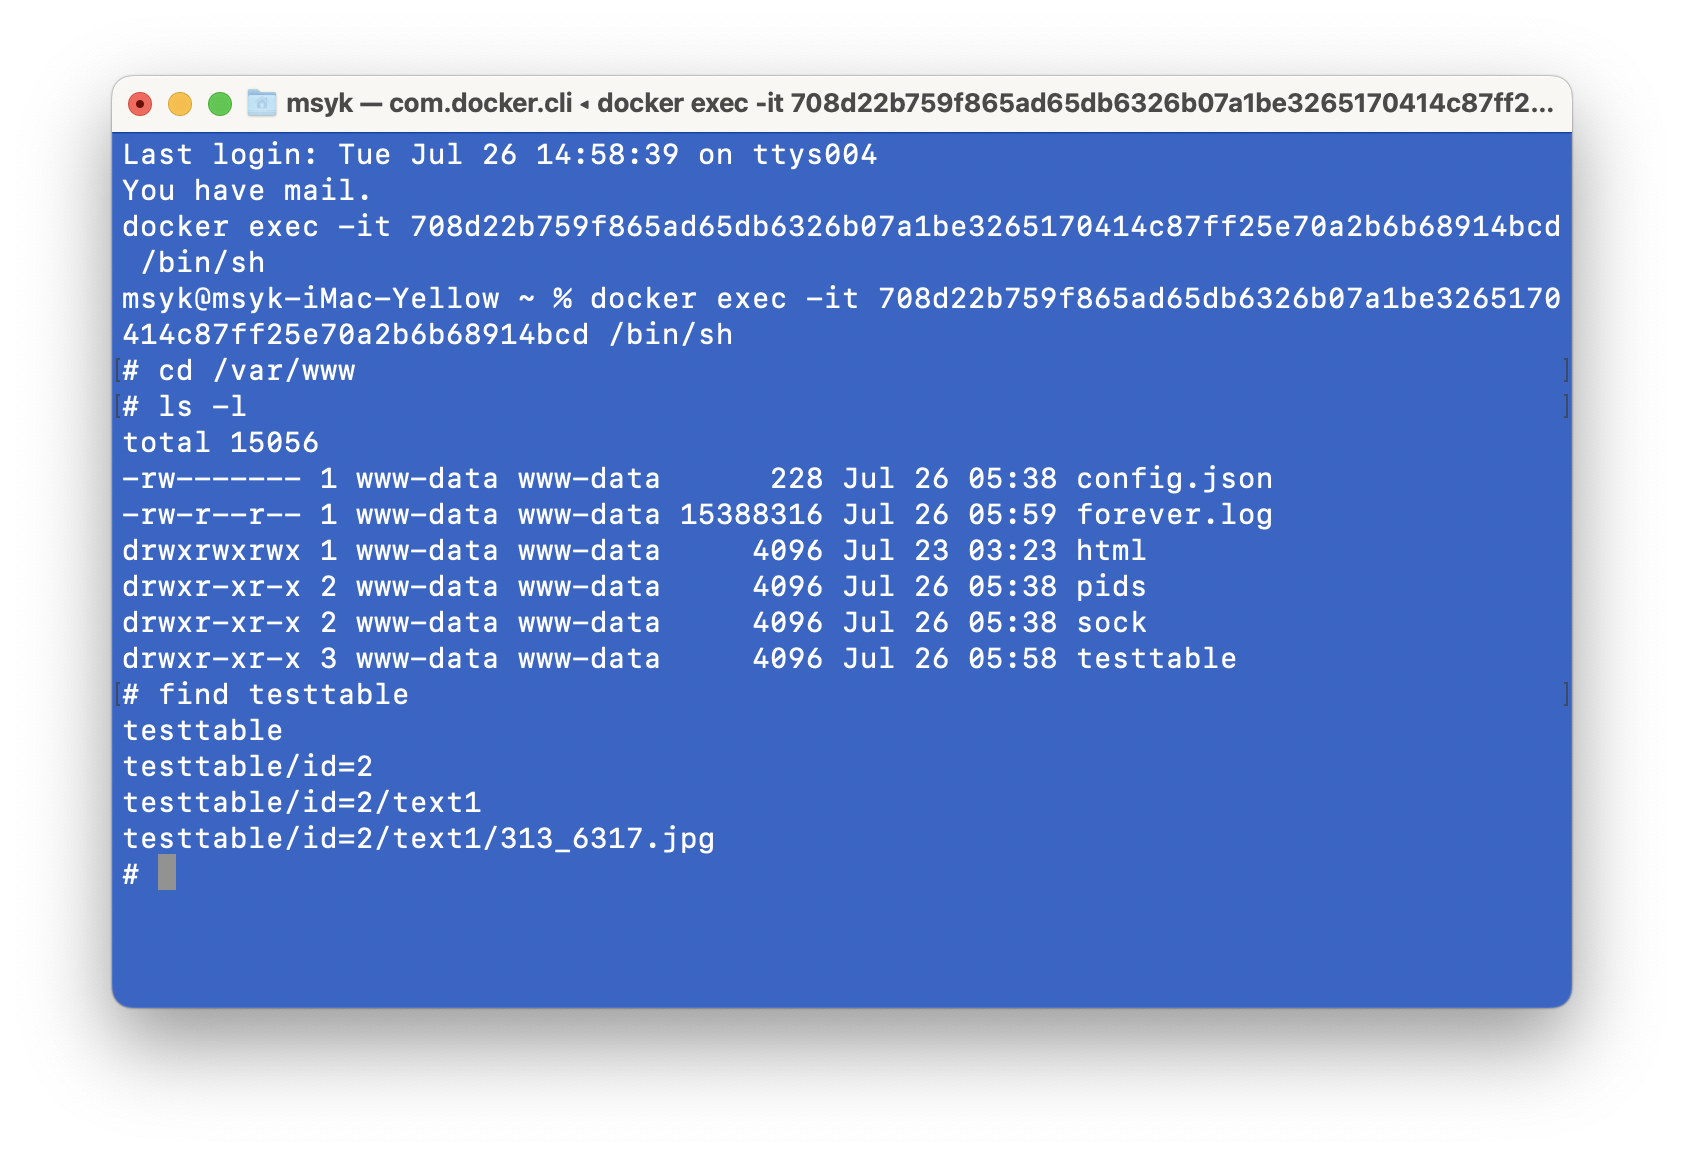 msyk — com.docker.cli ◂ docker exec -it 708d22b759f865ad65db6326b07a1be3265170414c87ff2...
Last login: Tue Jul 26 14:58:39 on ttys004
You have mail.
docker exec -it 708d22b759f865ad65db6326b07a1be3265170414c87ff25e70a2b6b68914bcd
 /bin/sh
msyk@msyk-iMac-Yellow ~ % docker exec -it 708d22b759f865ad65db6326b07a1be3265170
414c87ff25e70a2b6b68914bcd /bin/sh
[# cd /var/www ]
[# ls -l ]
total 15056
-rw------- 1 www-data www-data      228 Jul 26 05:38 config.json
-rw-r--r-- 1 www-data www-data 15388316 Jul 26 05:59 forever.log
drwxrwxrwx 1 www-data www-data     4096 Jul 23 03:23 html
drwxr-xr-x 2 www-data www-data     4096 Jul 26 05:38 pids
drwxr-xr-x 2 www-data www-data     4096 Jul 26 05:38 sock
drwxr-xr-x 3 www-data www-data     4096 Jul 26 05:58 testtable
[# find testtable ]
testtable
testtable/id=2
testtable/id=2/text1
testtable/id=2/text1/313_6317.jpg
#